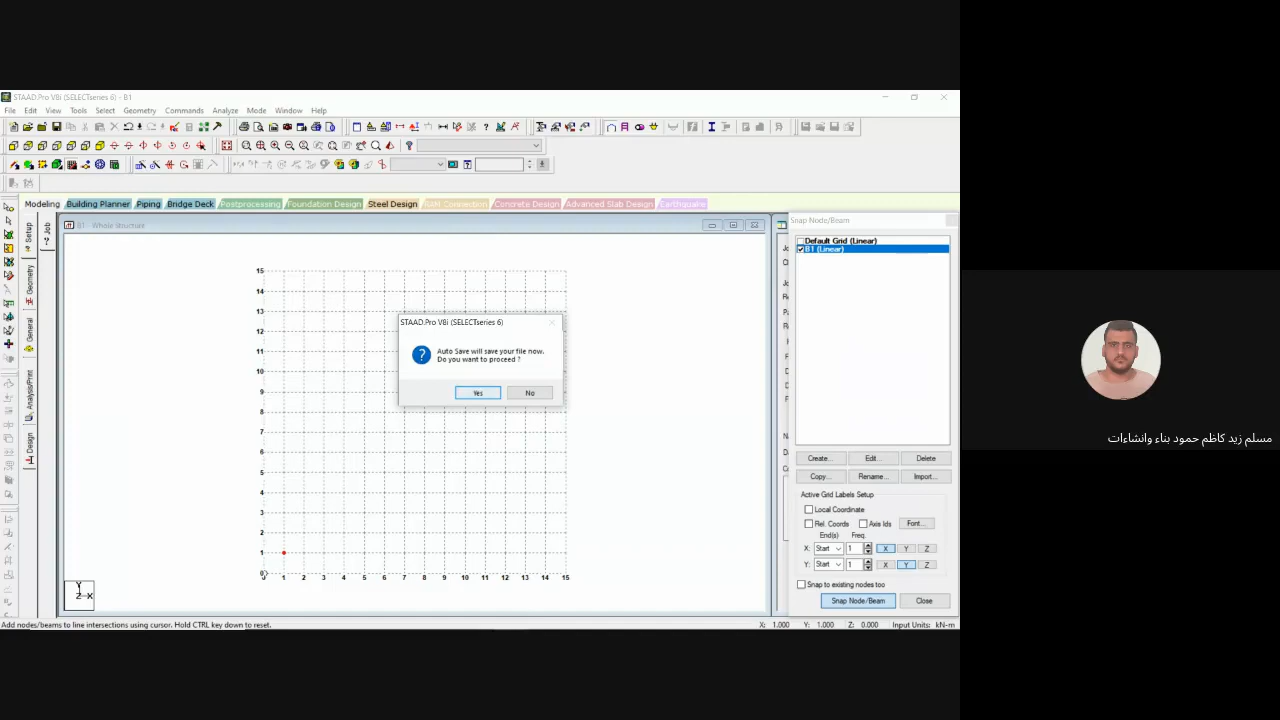 STAAD.Pro V8i (SELECTseries 6) - B1
File Edit View Tools Select Geometry Commands Analyze Mode Window Help
Modeling Building Planner Piping Bridge Deck Postprocessing Foundation Design Steel Design RAM Connection Concrete Design Advanced Slab Design Earthquake
Setup
Job
Geometry
General
Analysis/Print
Design
B1 - Whole Structure
15
14
13
12
11
10
9
8
7
6
5
4
3
2
1
0
0 1 2 3 4 5 6 7 8 9 10 11 12 13 14 15
Y
Z X
STAAD.Pro V8i (SELECTseries 6)
Auto Save will save your file now.
Do you want to proceed ?
Yes No
Snap Node/Beam
Default Grid (Linear)
B1 (Linear)
Create... Edit... Delete
Copy... Rename... Import...
Active Grid Labels Setup
Local Coordinate
Rel. Coords Axis Ids Font...
End(s) Freq.
X: Start 1 X Y Z
Y: Start 1 X Y Z
Snap to existing nodes too
Snap Node/Beam Close
Add nodes/beams to line intersections using cursor. Hold CTRL key down to reset.
X: 1.000 Y: 1.000 Z: 0.000 Input Units: kN-m
مسلم زيد كاظم حمود بناء وانشاءات